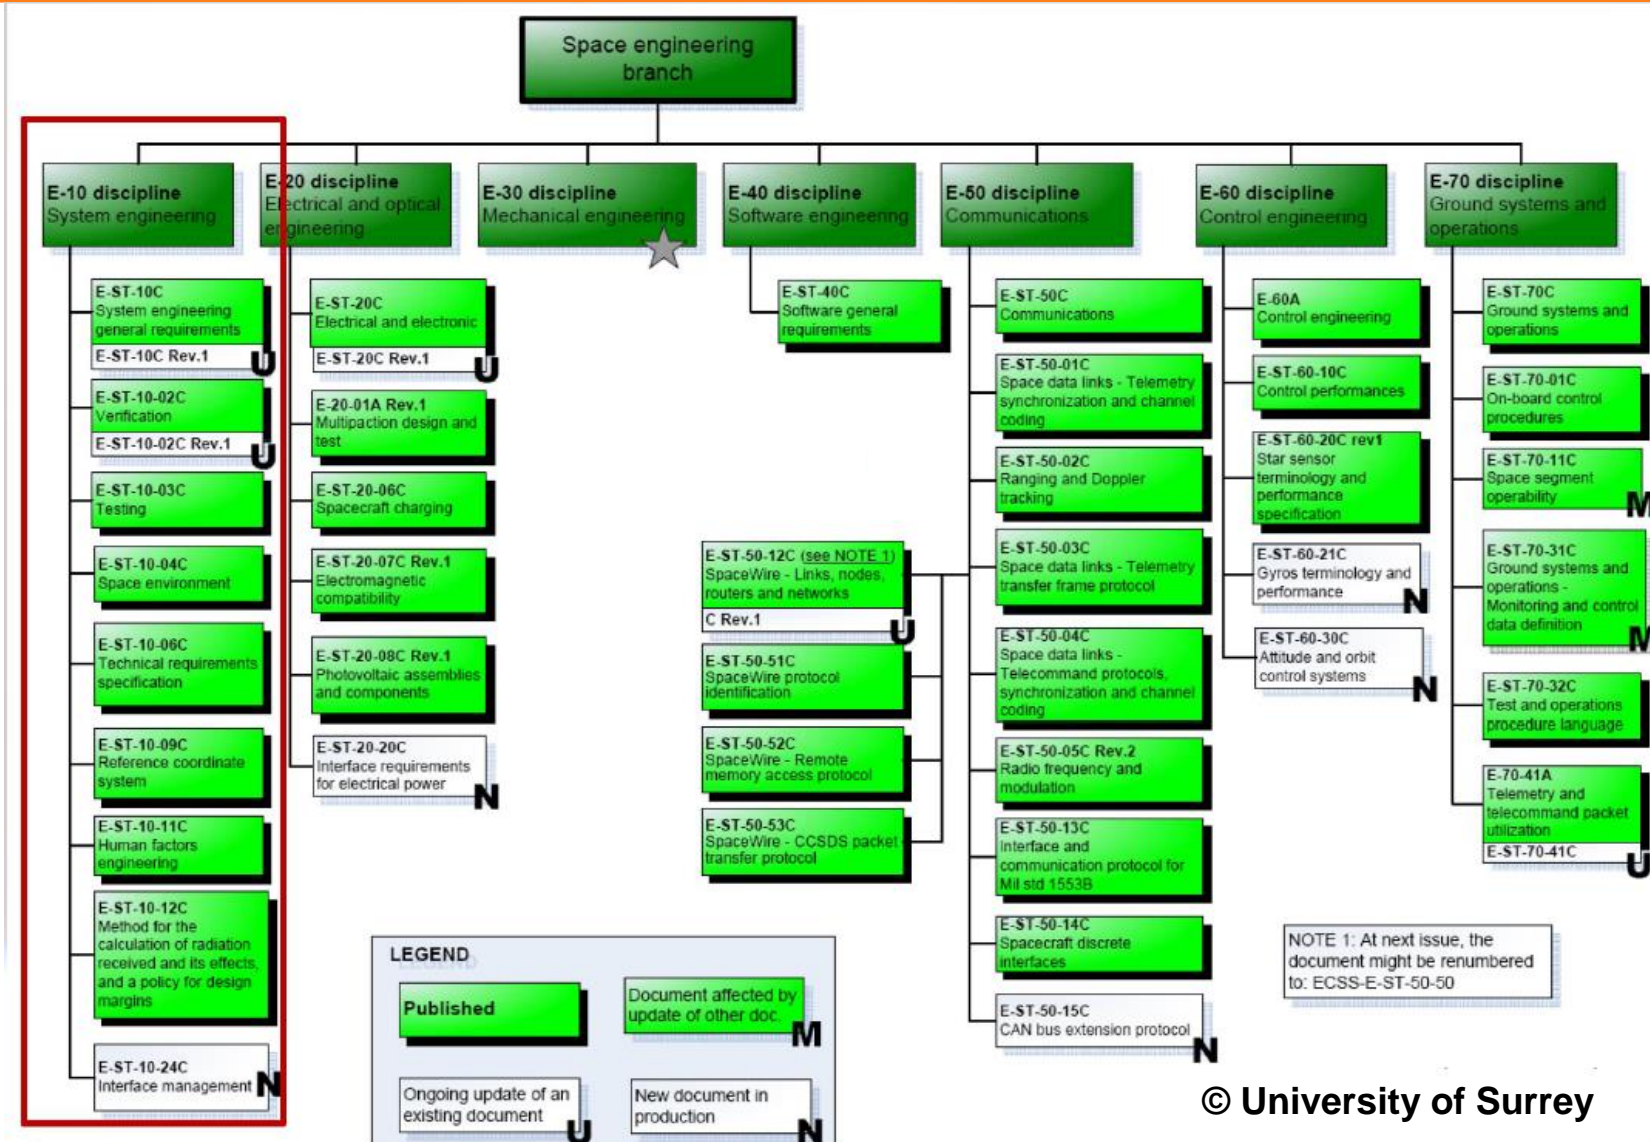 Space engineering
branch
E-10 discipline
System engineering
E-ST-10C
System engineering
general requirements
E-ST-10C Rev.1
U
E-ST-10-02C
Verification
E-ST-10-02C Rev.1
U
E-ST-10-03C
Testing
E-ST-10-04C
Space environment
E-ST-10-06C
Technical requirements
specification
E-ST-10-09C
Reference coordinate
system
E-ST-10-11C
Human factors
engineering
E-ST-10-12C
Method for the
calculation of radiation
received and its effects,
and a policy for design
margins
E-ST-10-24C
Interface management
N
E-20 discipline
Electrical and optical
engineering
E-ST-20C
Electrical and electronic
E-ST-20C Rev.1
U
E-20-01A Rev.1
Multipaction design and
test
E-ST-20-06C
Spacecraft charging
E-ST-20-07C Rev.1
Electromagnetic
compatibility
E-ST-20-08C Rev.1
Photovoltaic assemblies
and components
E-ST-20-20C
Interface requirements
for electrical power
N
E-30 discipline
Mechanical engineering
E-40 discipline
Software engineering
E-ST-40C
Software general
requirements
E-50 discipline
Communications
E-ST-50C
Communications
E-ST-50-01C
Space data links - Telemetry
synchronization and channel
coding
E-ST-50-02C
Ranging and Doppler
tracking
E-ST-50-03C
Space data links - Telemetry
transfer frame protocol
E-ST-50-04C
Space data links -
Telecommand protocols,
synchronization and channel
coding
E-ST-50-05C Rev.2
Radio frequency and
modulation
E-ST-50-13C
Interface and
communication protocol for
Mil std 1553B
E-ST-50-14C
Spacecraft discrete
interfaces
E-ST-50-15C
CAN bus extension protocol
N
E-ST-50-12C (see NOTE 1)
SpaceWire - Links, nodes,
routers and networks
C Rev.1
U
E-ST-50-51C
SpaceWire protocol
identification
E-ST-50-52C
SpaceWire - Remote
memory access protocol
E-ST-50-53C
SpaceWire - CCSDS packet
transfer protocol
E-60 discipline
Control engineering
E-60A
Control engineering
E-ST-60-10C
Control performances
E-ST-60-20C rev1
Star sensor
terminology and
performance
specification
E-ST-60-21C
Gyros terminology and
performance
N
E-ST-60-30C
Attitude and orbit
control systems
N
E-70 discipline
Ground systems and
operations
E-ST-70C
Ground systems and
operations
E-ST-70-01C
On-board control
procedures
E-ST-70-11C
Space segment
operability
M
E-ST-70-31C
Ground systems and
operations -
Monitoring and control
data definition
M
E-ST-70-32C
Test and operations
procedure language
E-70-41A
Telemetry and
telecommand packet
utilization
E-ST-70-41C
U
LEGEND
Published
Document affected by
update of other doc.
M
Ongoing update of an
existing document
U
New document in
production
N
NOTE 1: At next issue, the
document might be renumbered
to: ECSS-E-ST-50-50
© University of Surrey